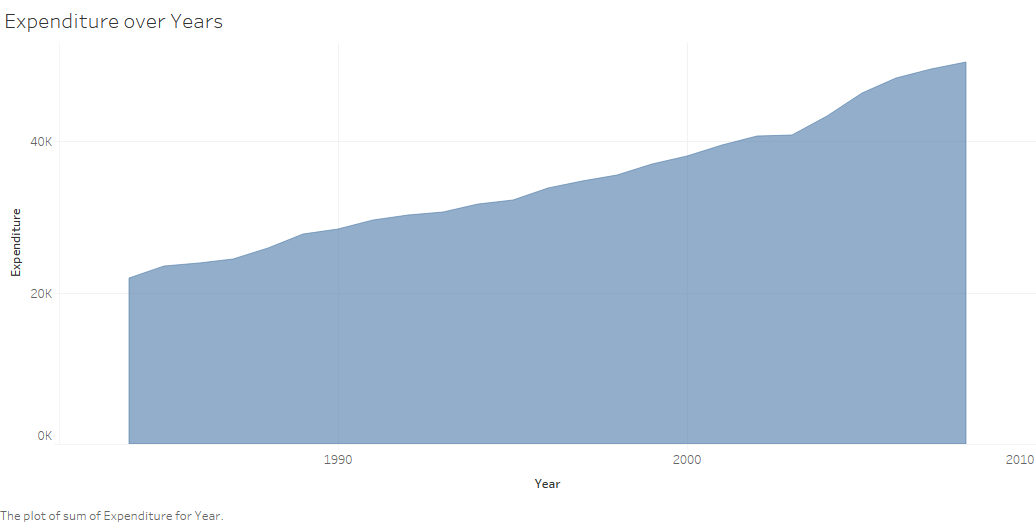 Expenditure over Years
40K
20K
0K
Expenditure
1990
2000
2010
Year
The plot of sum of Expenditure for Year.